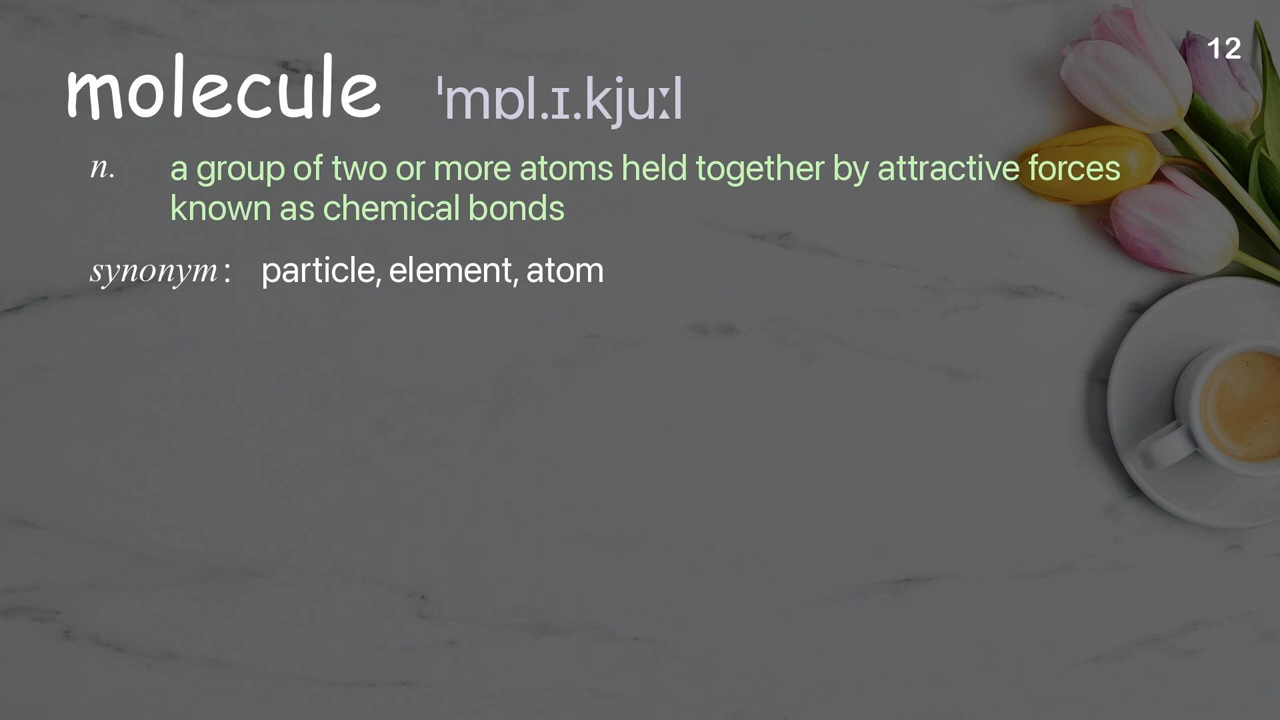 12
molecule ˈmɒl.ɪ.kjuːl
n. a group of two or more atoms held together by attractive forces
known as chemical bonds
synonym: particle, element, atom